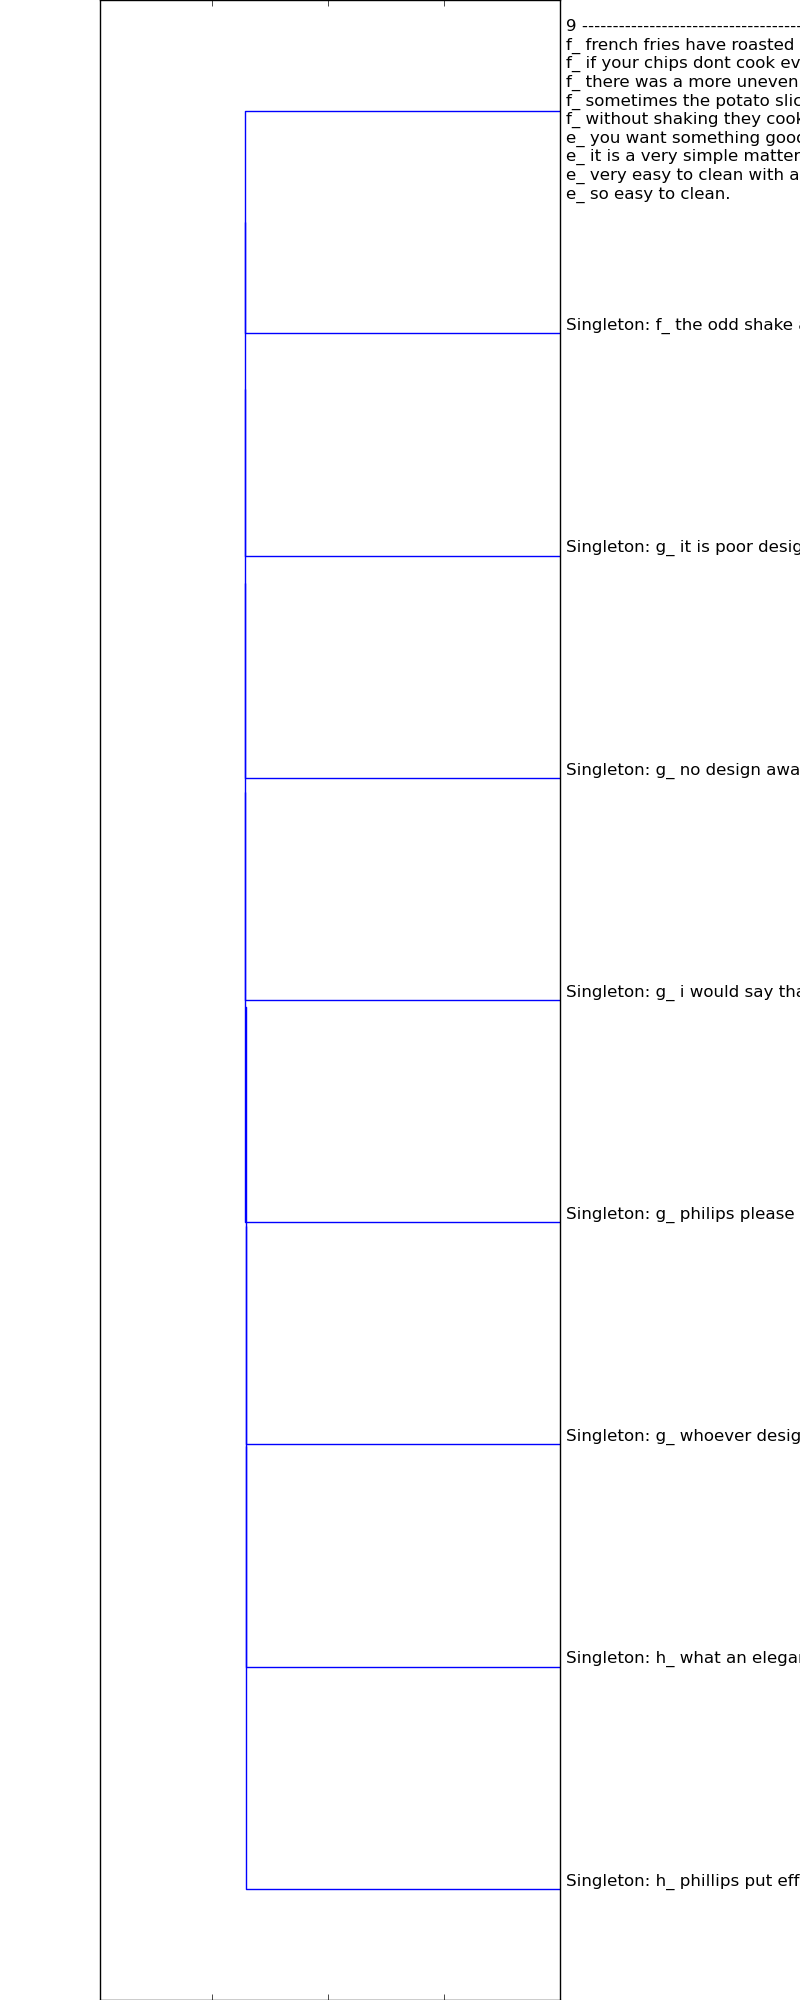 9 ------------------------------------
f_ french fries have roasted
f_ if your chips dont cook ev
f_ there was a more uneven
f_ sometimes the potato slic
f_ without shaking they cook
e_ you want something good
e_ it is a very simple matter
e_ very easy to clean with a
e_ so easy to clean.
Singleton: f_ the odd shake
Singleton: g_ it is poor desig
Singleton: g_ no design awa
Singleton: g_ i would say tha
Singleton: g_ philips please
Singleton: g_ whoever desig
Singleton: h_ what an elegan
Singleton: h_ phillips put eff